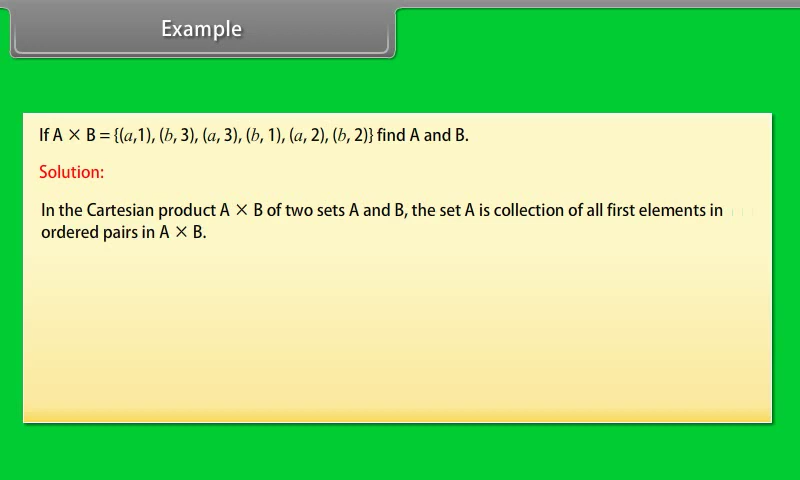 Example
If A × B = {(a,1), (b, 3), (a, 3), (b, 1), (a, 2), (b, 2)} find A and B.
Solution:
In the Cartesian product A × B of two sets A and B, the set A is collection of all first elements in
ordered pairs in A × B.